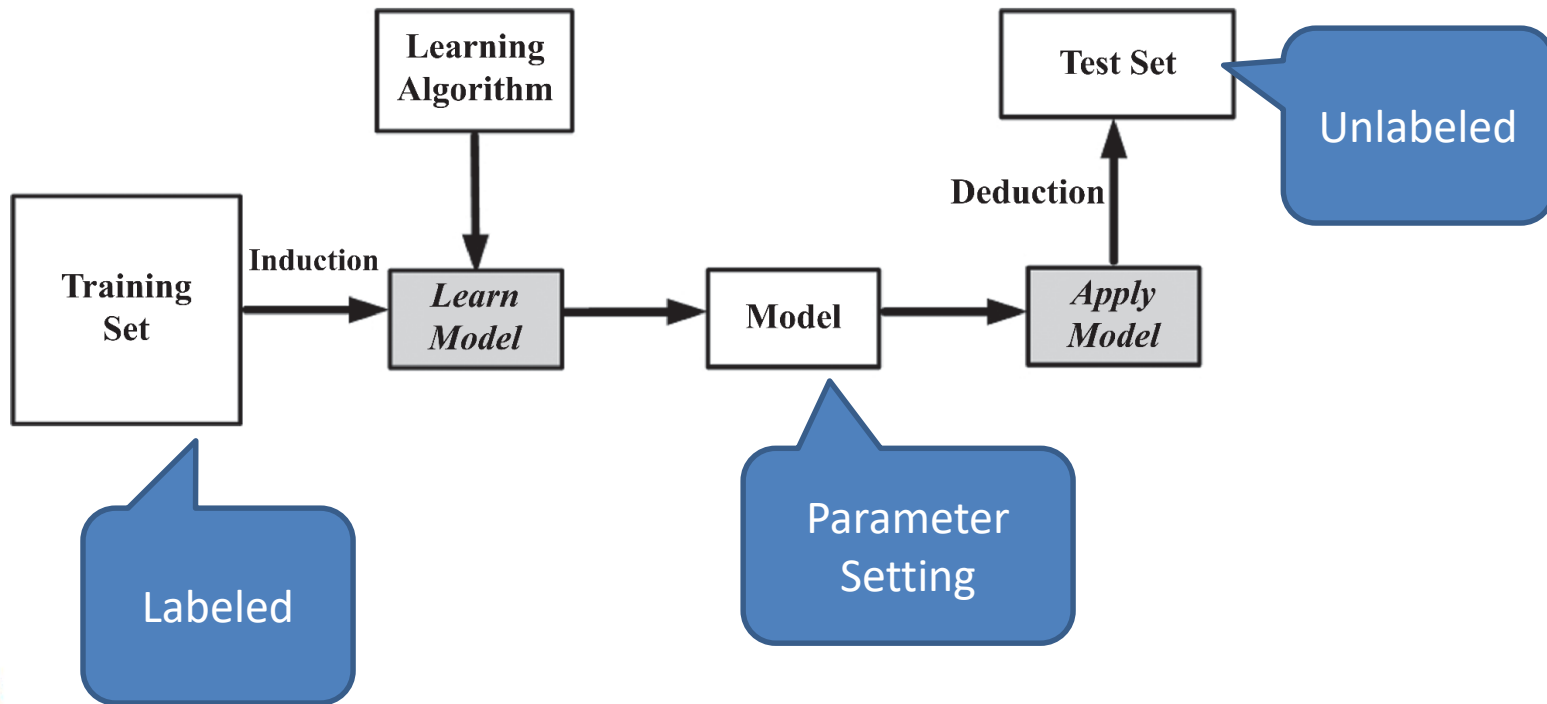 Learning
Algorithm
Test Set
Unlabeled
Deduction
Training
Set
Induction
Learn
Model
Model
Apply
Model
Labeled
Parameter
Setting